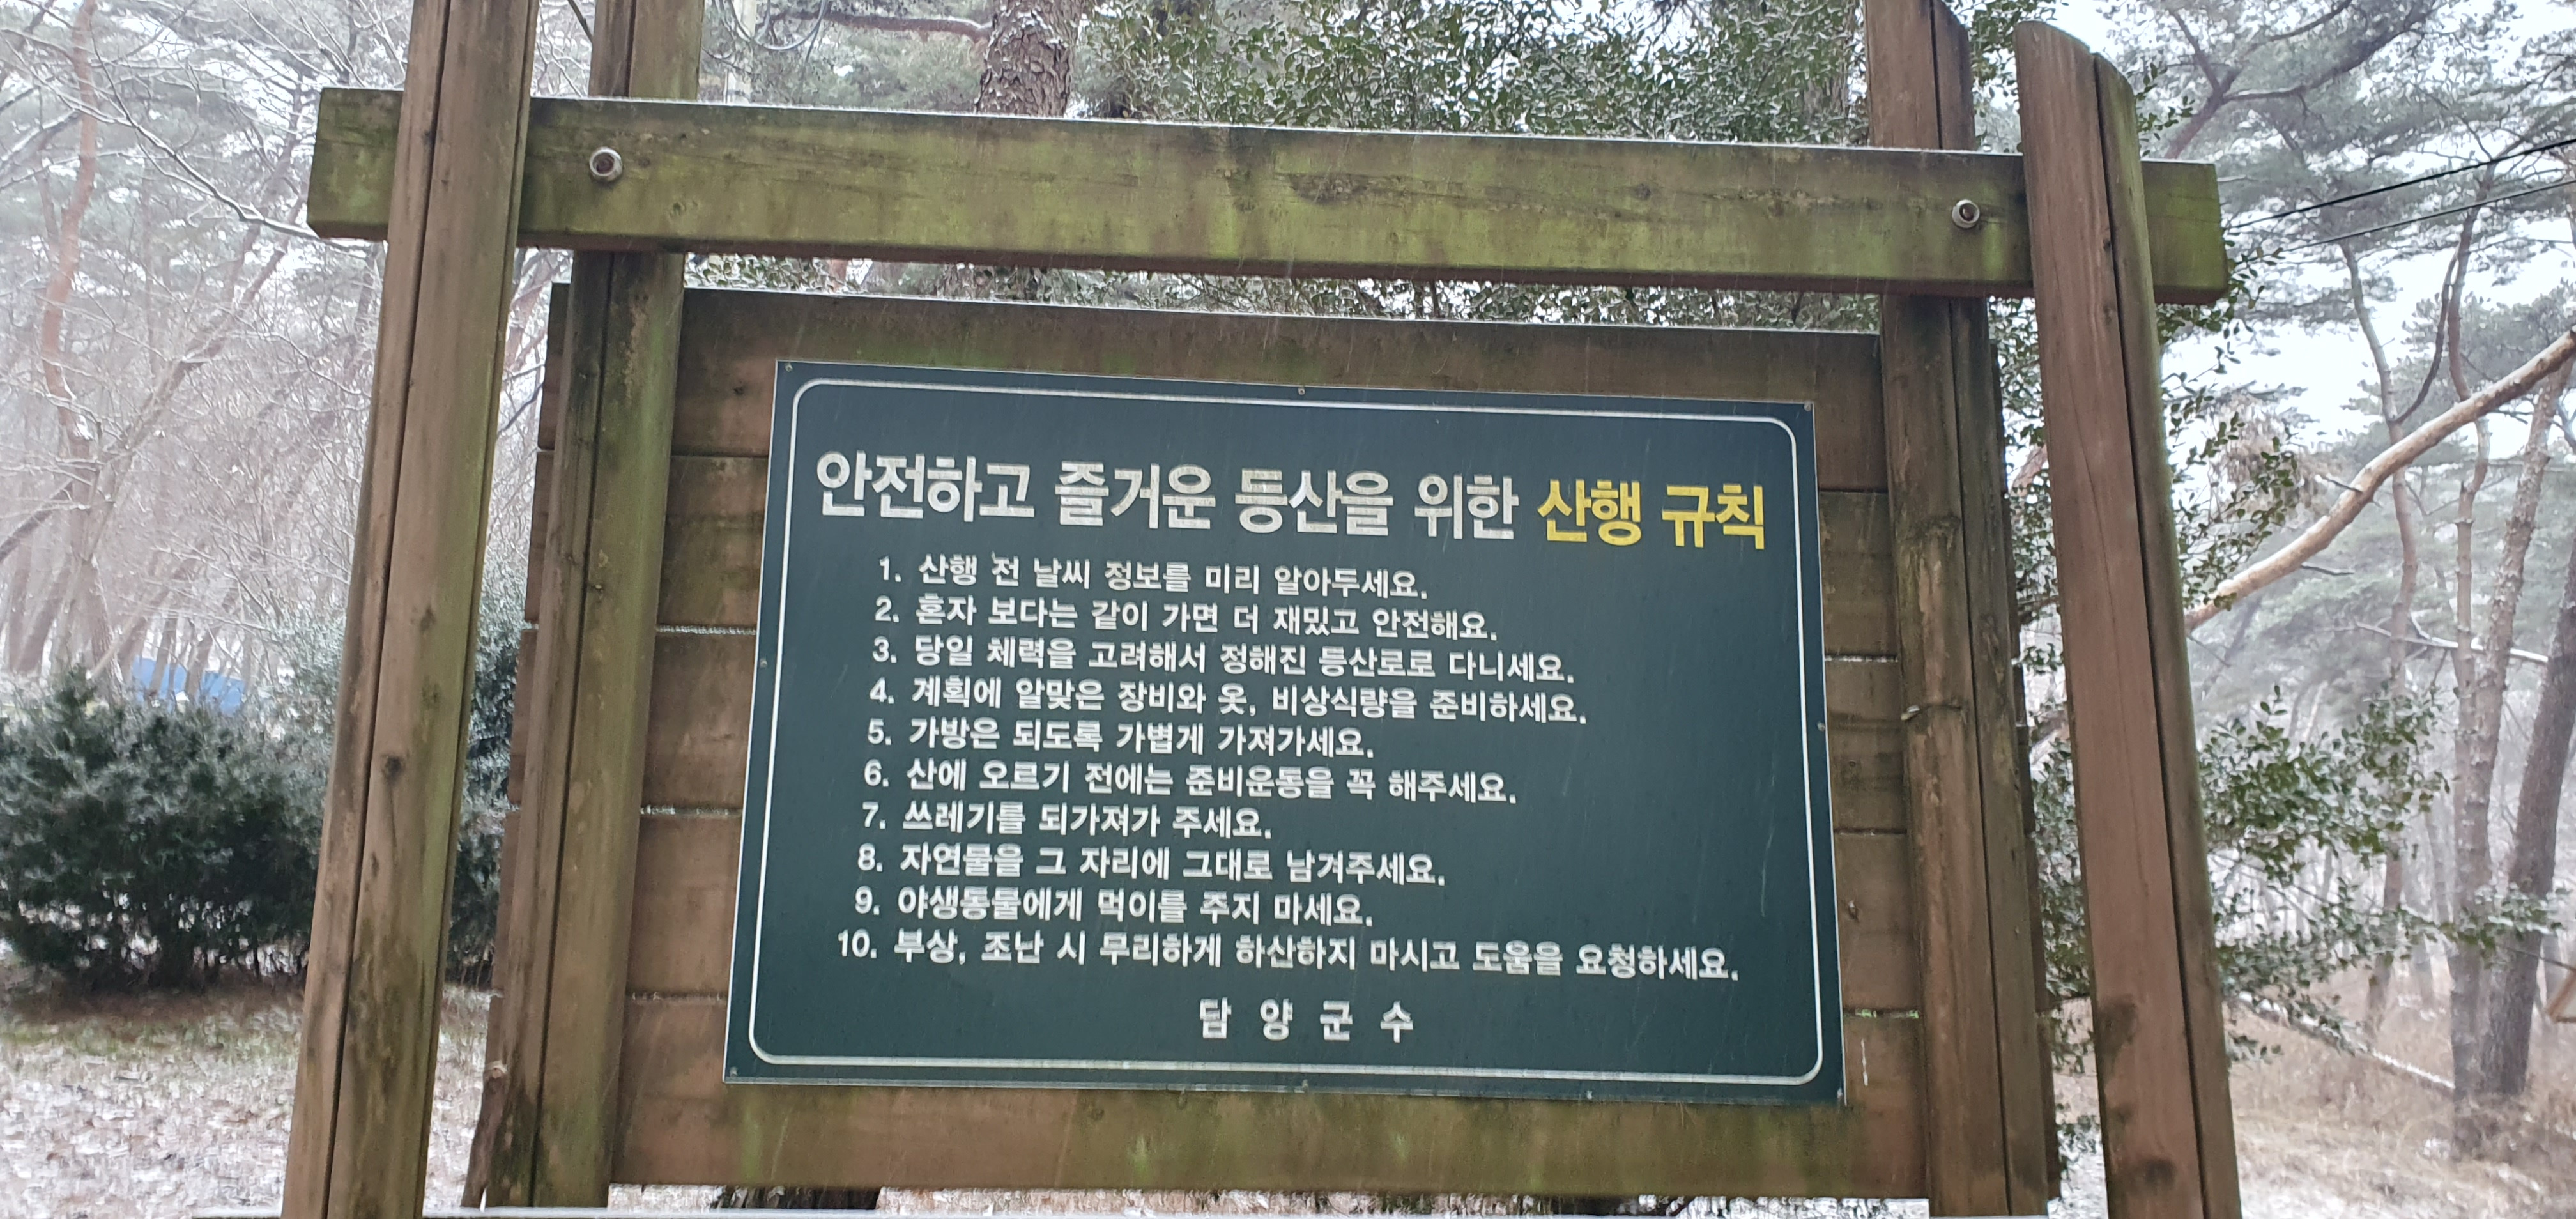 안전하고 즐거운 등산을 위한 산행 규칙
1. 산행 전 날씨 정보를 미리 알아두세요.
2. 혼자 보다는 같이 가면 더 재밌고 안전해요.
3. 당일 체력을 고려해서 정해진 등산로로 다니세요.
4. 계획에 알맞은 장비와 옷, 비상식량을 준비하세요.
5. 가방은 되도록 가볍게 가져가세요.
6. 산에 오르기 전에는 준비운동을 꼭 해주세요.
7. 쓰레기를 되가져가 주세요.
8. 자연물을 그 자리에 그대로 남겨주세요.
9. 야생동물에게 먹이를 주지 마세요.
10. 부상, 조난 시 무리하게 하산하지 마시고 도움을 요청하세요.
담 양 군 수